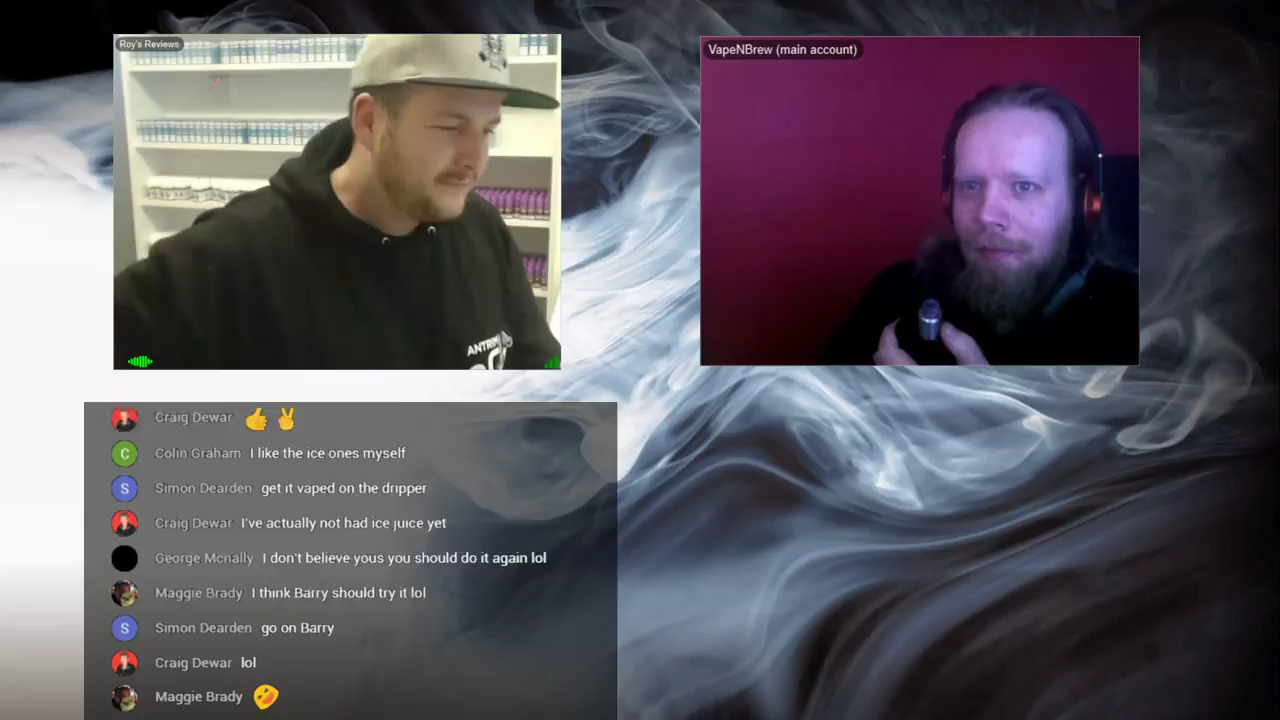 Roy's Reviews
VapeNBrew (main account)
ANTRIM
Craig Dewar 👍 ✌
Colin Graham I like the ice ones myself
Simon Dearden get it vaped on the dripper
Craig Dewar I've actually not had ice juice yet
George Mcnally I don't believe yous you should do it again lol
Maggie Brady I think Barry should try it lol
Simon Dearden go on Barry
Craig Dewar lol
Maggie Brady 🤣